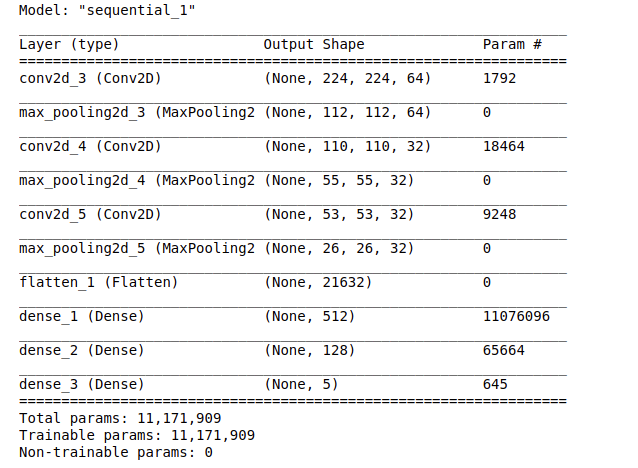 Model: "sequential_1"
_________________________________________________________________
Layer (type)                 Output Shape              Param #
=================================================================
conv2d_3 (Conv2D)            (None, 224, 224, 64)      1792
_________________________________________________________________
max_pooling2d_3 (MaxPooling2 (None, 112, 112, 64)      0
_________________________________________________________________
conv2d_4 (Conv2D)            (None, 110, 110, 32)      18464
_________________________________________________________________
max_pooling2d_4 (MaxPooling2 (None, 55, 55, 32)        0
_________________________________________________________________
conv2d_5 (Conv2D)            (None, 53, 53, 32)        9248
_________________________________________________________________
max_pooling2d_5 (MaxPooling2 (None, 26, 26, 32)        0
_________________________________________________________________
flatten_1 (Flatten)          (None, 21632)             0
_________________________________________________________________
dense_1 (Dense)              (None, 512)               11076096
_________________________________________________________________
dense_2 (Dense)              (None, 128)               65664
_________________________________________________________________
dense_3 (Dense)              (None, 5)                 645
=================================================================
Total params: 11,171,909
Trainable params: 11,171,909
Non-trainable params: 0